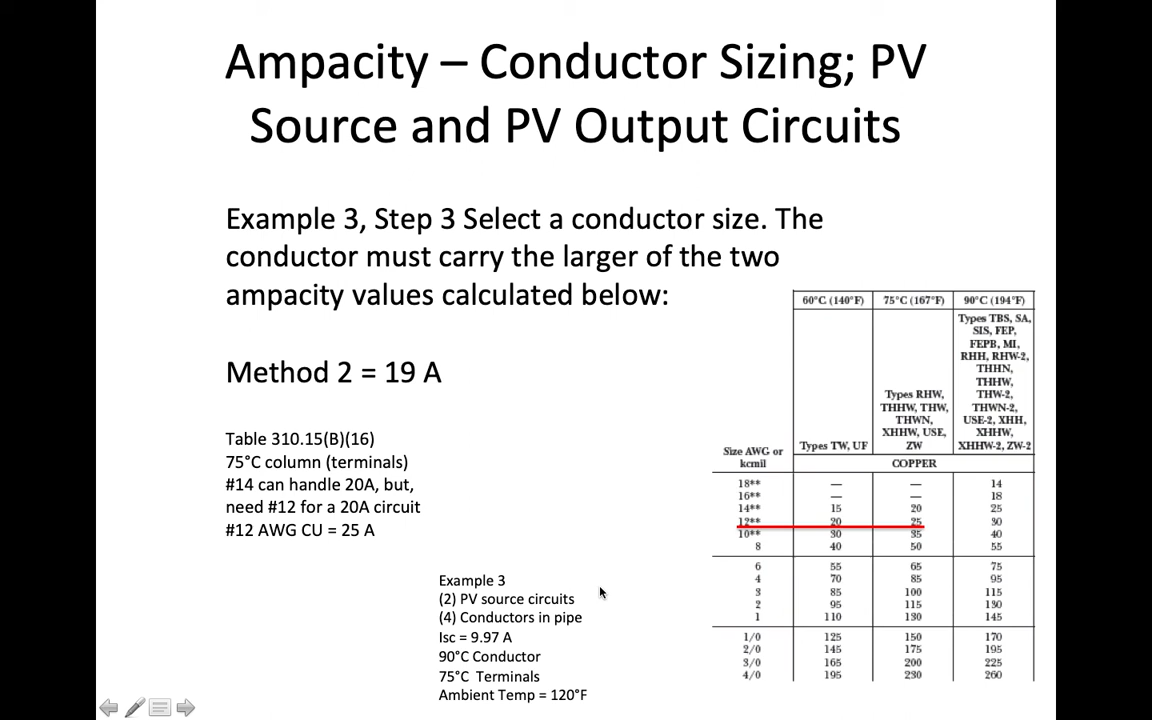 Ampacity – Conductor Sizing; PV
Source and PV Output Circuits
Example 3, Step 3 Select a conductor size. The
conductor must carry the larger of the two
ampacity values calculated below:
Method 2 = 19 A
Table 310.15(B)(16)
75°C column (terminals)
#14 can handle 20A, but,
need #12 for a 20A circuit
#12 AWG CU = 25 A
Example 3
(2) PV source circuits
(4) Conductors in pipe
Isc = 9.97 A
90°C Conductor
75°C Terminals
Ambient Temp = 120°F
60°C (140°F) 75°C (167°F) 90°C (194°F)
Types TBS, SA,
SIS, FEP,
FEPB, MI,
RHH, RHW-2,
THHN,
THHW,
THW-2,
THWN-2,
USE-2, XHH,
XHHW,
XHHW-2, ZW-2
Types RHW,
THHW, THW,
THWN,
XHHW, USE,
ZW
Types TW, UF
Size AWG or
kcmil
COPPER
18** — — 14
16** — — 18
14** 15 20 25
12** 20 25 30
10** 30 35 40
8 40 50 55
6 55 65 75
4 70 85 95
3 85 100 115
2 95 115 130
1 110 130 145
1/0 125 150 170
2/0 145 175 195
3/0 165 200 225
4/0 195 230 260